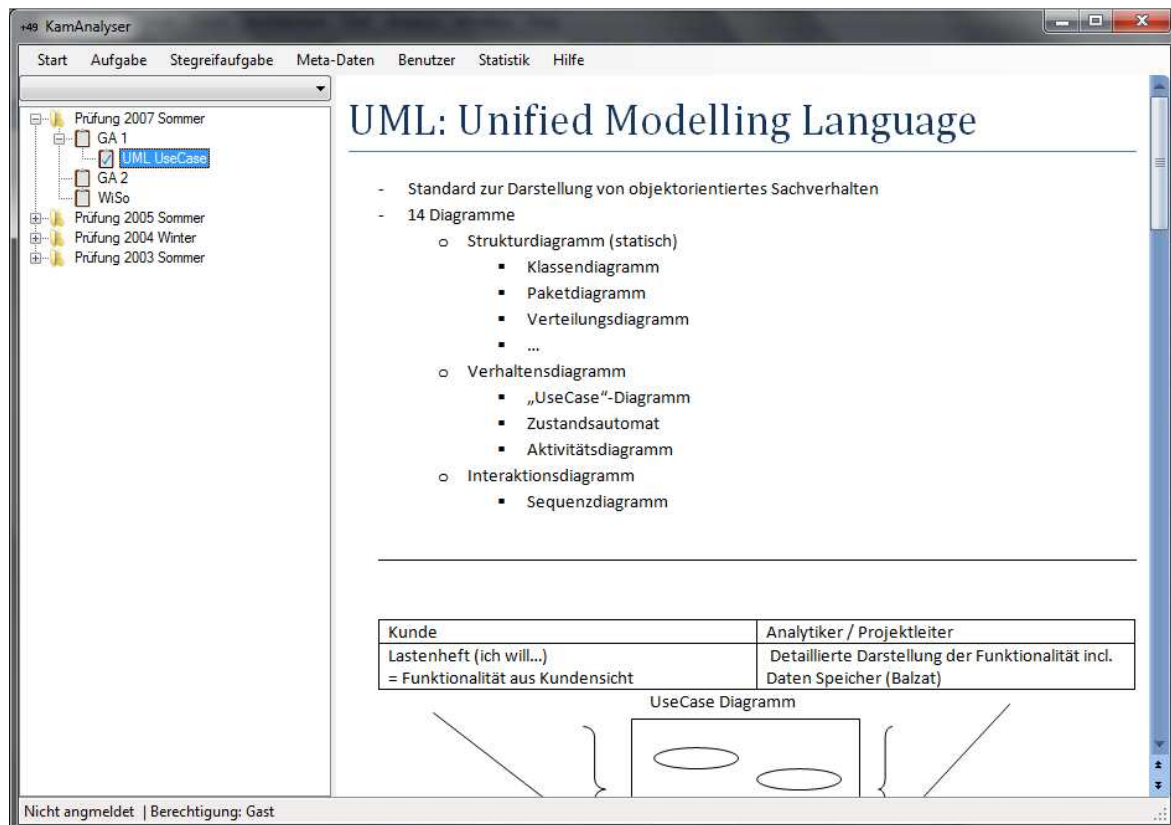 +49 KamAnalyser
Start Aufgabe Stegreifaufgabe Meta-Daten Benutzer Statistik Hilfe
Prüfung 2007 Sommer
GA 1
UML UseCase
GA 2
WiSo
Prüfung 2005 Sommer
Prüfung 2004 Winter
Prüfung 2003 Sommer
UML: Unified Modelling Language
- Standard zur Darstellung von objektorientiertes Sachverhalten
- 14 Diagramme
o Strukturdiagramm (statisch)
▪ Klassendiagramm
▪ Paketdiagramm
▪ Verteilungsdiagramm
▪ ...
o Verhaltensdiagramm
▪ „UseCase“-Diagramm
▪ Zustandsautomat
▪ Aktivitätsdiagramm
o Interaktionsdiagramm
▪ Sequenzdiagramm
Kunde
Lastenheft (ich will...)
= Funktionalität aus Kundensicht
Analytiker / Projektleiter
Detaillierte Darstellung der Funktionalität incl.
Daten Speicher (Balzat)
UseCase Diagramm
Nicht angmeldet | Berechtigung: Gast